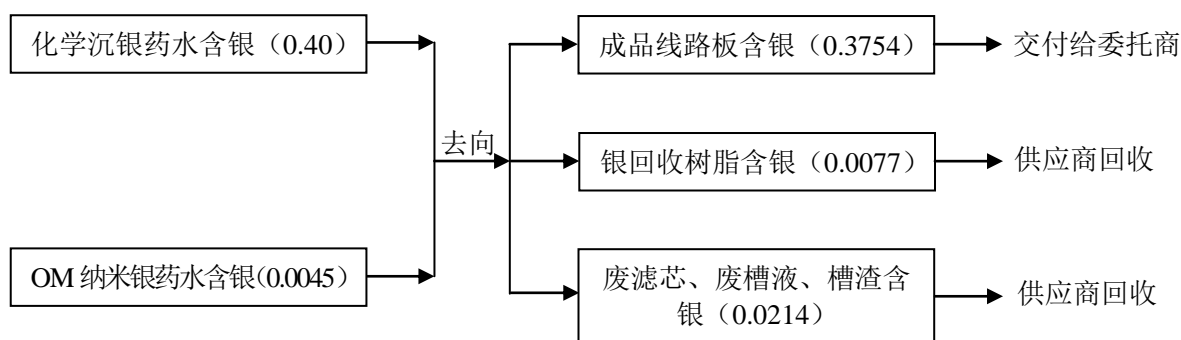 化学沉银药水含银（0.40）
OM 纳米银药水含银(0.0045）
去向
成品线路板含银（0.3754）
交付给委托商
银回收树脂含银（0.0077）
供应商回收
废滤芯、废槽液、槽渣含
银（0.0214）
供应商回收